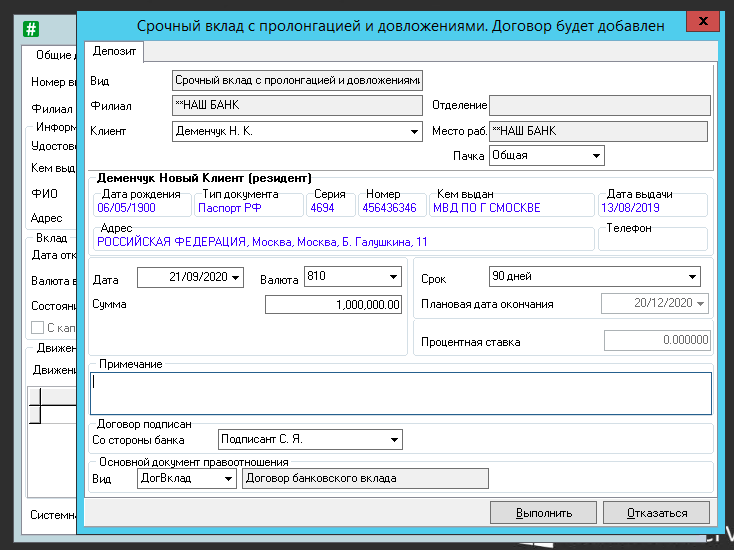 Срочный вклад с пролонгацией и довложениями. Договор будет добавлен
x
#
Общие д
Номер вк
Филиал
Информ
Удостове
Кем выд
ФИО
Адрес
Вклад
Дата отк
Валюта в
Состояни
С кап
Движен
Движени
Системна
Депозит
Вид Срочный вклад с пролонгацией и довложениями
Филиал **НАШ БАНК Отделение
Клиент Деменчук Н. К. Место раб. **НАШ БАНК
Пачка Общая
Деменчук Новый Клиент (резидент)
Дата рождения Тип документа Серия Номер Кем выдан Дата выдачи
06/05/1900 Паспорт РФ 4694 456436346 МВД ПО Г СМОСКВЕ 13/08/2019
Адрес Телефон
РОССИЙСКАЯ ФЕДЕРАЦИЯ, Москва, Москва, Б. Галушкина, 11
Дата 21/09/2020 Валюта 810 Срок 90 дней
Сумма 1,000,000.00 Плановая дата окончания 20/12/2020
Процентная ставка 0.000000
Примечание
Договор подписан
Со стороны банка Подписант С. Я.
Основной документ правоотношения
Вид ДогВклад Договор банковского вклада
Выполнить Отказаться